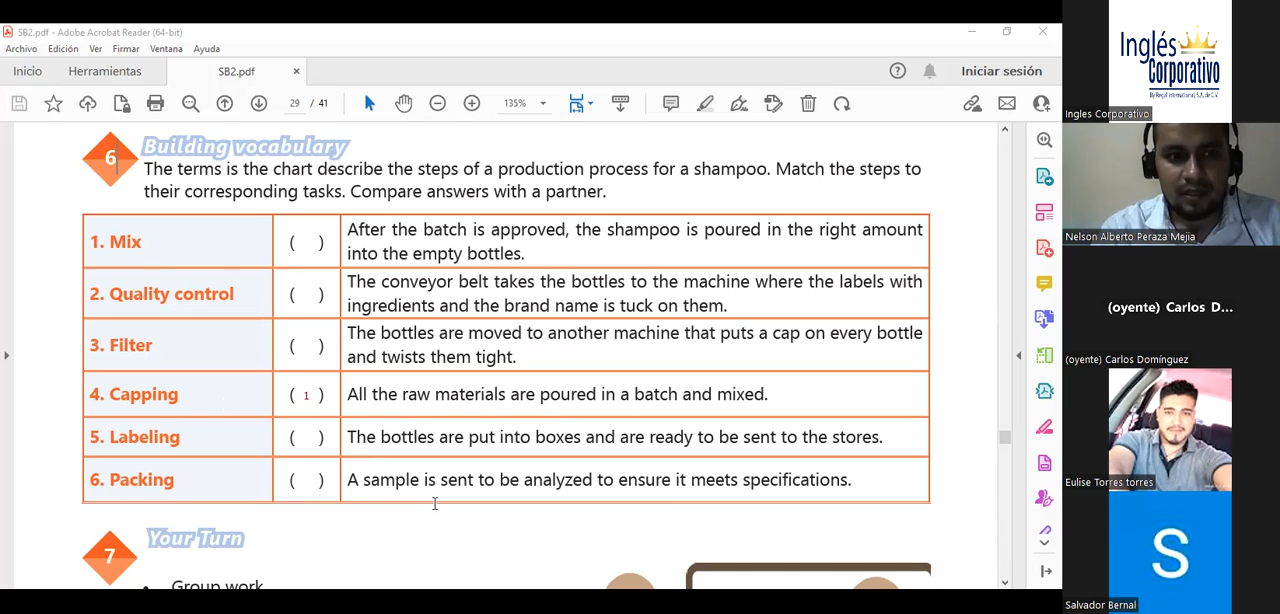 SB2.pdf - Adobe Acrobat Reader (64-bit)
Archivo Edición Ver Firmar Ventana Ayuda
Inicio Herramientas SB2.pdf × Iniciar sesión
29 / 41 135%
6 Building vocabulary
The terms is the chart describe the steps of a production process for a shampoo. Match the steps to
their corresponding tasks. Compare answers with a partner.
1. Mix ( ) After the batch is approved, the shampoo is poured in the right amount
into the empty bottles.
2. Quality control ( ) The conveyor belt takes the bottles to the machine where the labels with
ingredients and the brand name is tuck on them.
3. Filter ( ) The bottles are moved to another machine that puts a cap on every bottle
and twists them tight.
4. Capping ( 1 ) All the raw materials are poured in a batch and mixed.
5. Labeling ( ) The bottles are put into boxes and are ready to be sent to the stores.
6. Packing ( ) A sample is sent to be analyzed to ensure it meets specifications.
7 Your Turn
• Group work
Inglés
Corporativo
By Regal International, S.A. de C.V.
Ingles Corporativo
Nelson Alberto Peraza Mejia
(oyente) Carlos D...
(oyente) Carlos Domínguez
Eulise Torres torres
S
Salvador Bernal